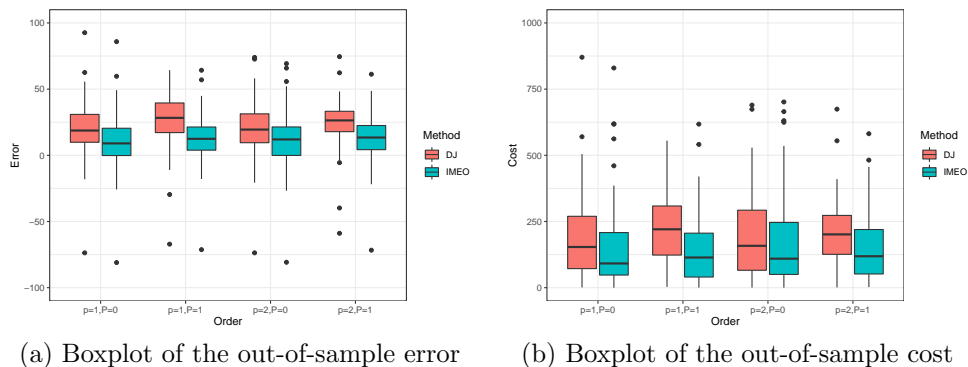 100
50
0
−50
−100
Error
p=1,P=0
p=1,P=1
p=2,P=0
p=2,P=1
Order
Method
DJ
IMEO
(a) Boxplot of the out-of-sample error
1000
750
500
250
0
Cost
p=1,P=0
p=1,P=1
p=2,P=0
p=2,P=1
Order
Method
DJ
IMEO
(b) Boxplot of the out-of-sample cost